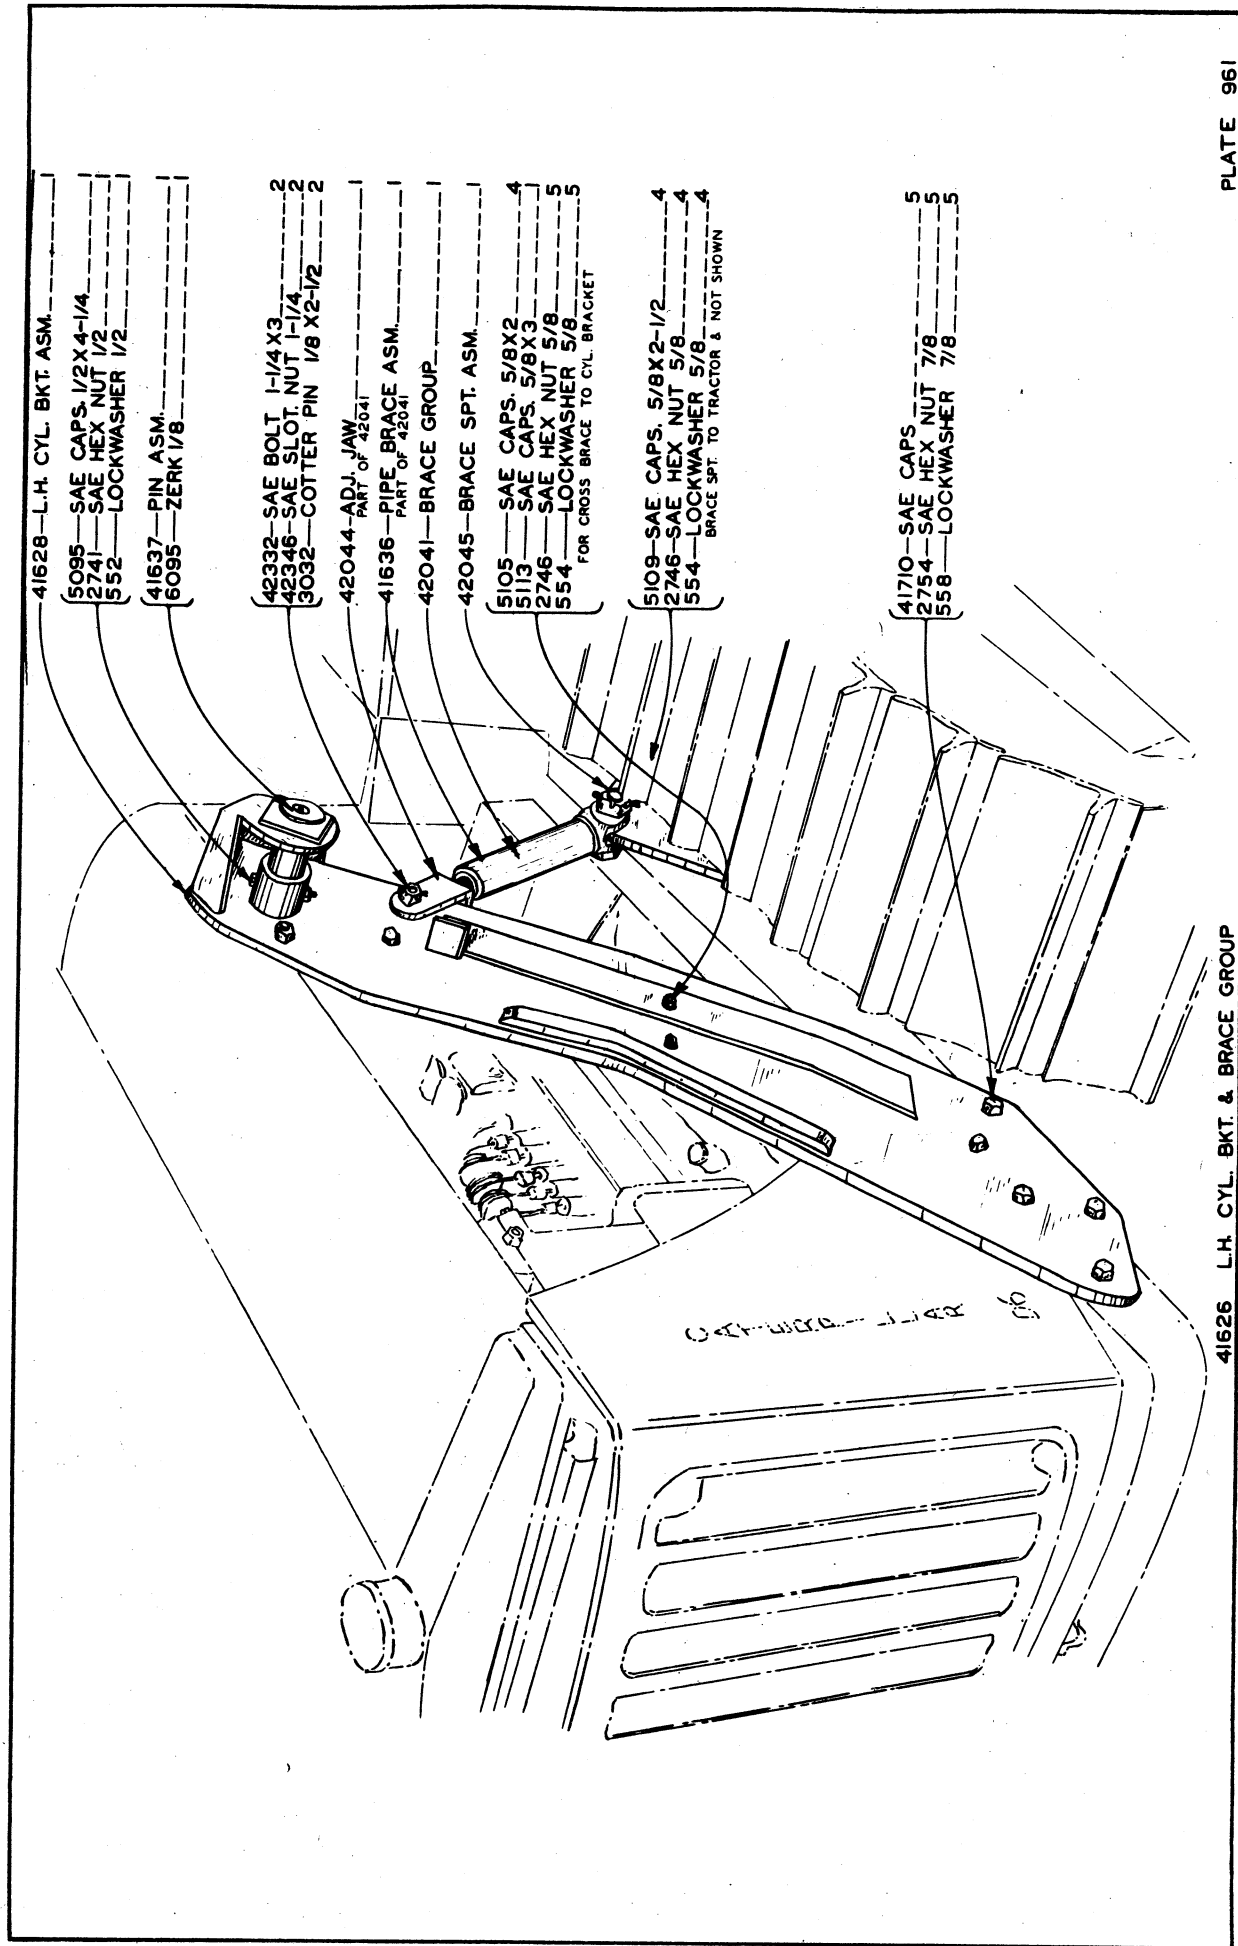 41628—L.H. CYL. BKT. ASM. 1
5095—SAE CAPS. 1/2X4-1/4 1
2741—SAE HEX NUT 1/2 1
552—LOCKWASHER 1/2 1
41637—PIN ASM. 1
6095—ZERK 1/8 1
42332—SAE BOLT 1-1/4X3 2
42346—SAE SLOT. NUT 1-1/4 2
3032—COTTER PIN 1/8X2-1/2 2
42044—ADJ. JAW 1
PART OF 42041
41636—PIPE BRACE ASM. 1
PART OF 42041
42041—BRACE GROUP 1
42045—BRACE SPT. ASM. 1
5105—SAE CAPS. 5/8X2 4
5113—SAE CAPS. 5/8X3 1
2746—SAE HEX NUT 5/8 5
554—LOCKWASHER 5/8 5
FOR CROSS BRACE TO CYL. BRACKET
5109—SAE CAPS. 5/8X2-1/2 4
2746—SAE HEX NUT 5/8 4
554—LOCKWASHER 5/8 4
BRACE SPT. TO TRACTOR & NOT SHOWN
41710—SAE CAPS 5
2754—SAE HEX NUT 7/8 5
558—LOCKWASHER 7/8 5
CATERPILLAR D6
41626 L.H. CYL. BKT. & BRACE GROUP
PLATE 961